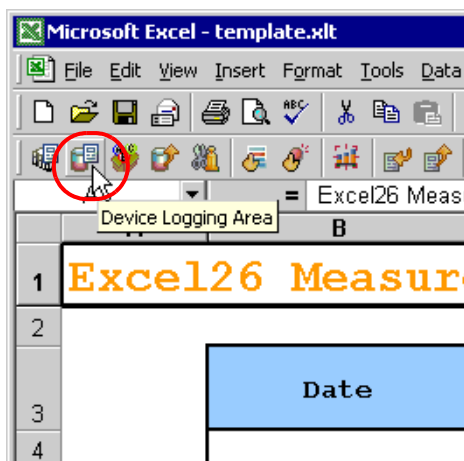 Microsoft Excel - template.xlt
File Edit View Insert Format Tools Data
ABC
= Excel26 Meas
Device Logging Area
B
1 Excel26 Measur
2
3 Date
4